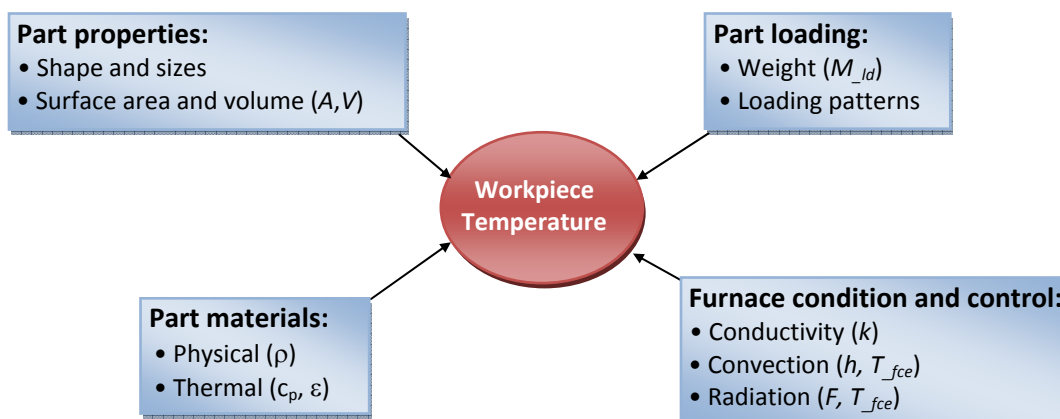 Part properties:
• Shape and sizes
• Surface area and volume (A,V)
Part loading:
• Weight (M_ld)
• Loading patterns
Workpiece
Temperature
Part materials:
• Physical (ρ)
• Thermal (cp, ε)
Furnace condition and control:
• Conductivity (k)
• Convection (h, T_fce)
• Radiation (F, T_fce)